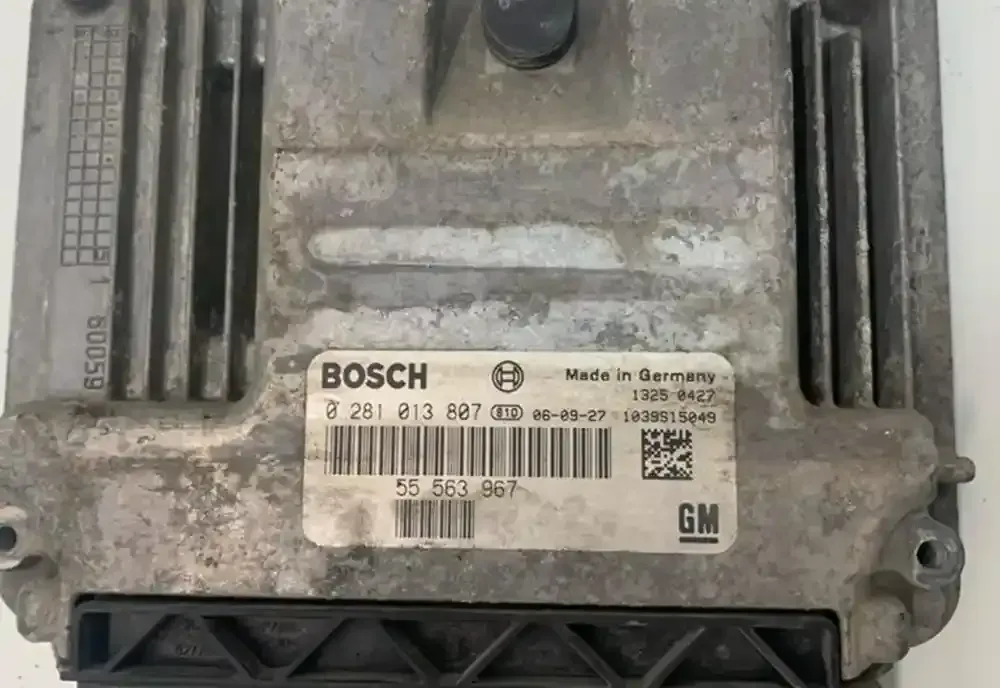 BOSCH Made in Germany
1325 0427
0 281 013 807 810 06-09-27 1039S15049
55 563 967
GM